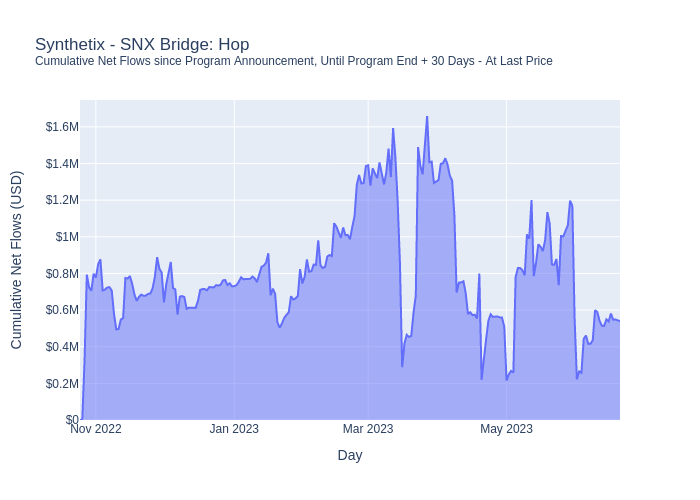 Synthetix - SNX Bridge: Hop
Cumulative Net Flows since Program Announcement, Until Program End + 30 Days - At Last Price
Cumulative Net Flows (USD)
$1.6M
$1.4M
$1.2M
$1M
$0.8M
$0.6M
$0.4M
$0.2M
$0
Nov 2022 Jan 2023 Mar 2023 May 2023
Day